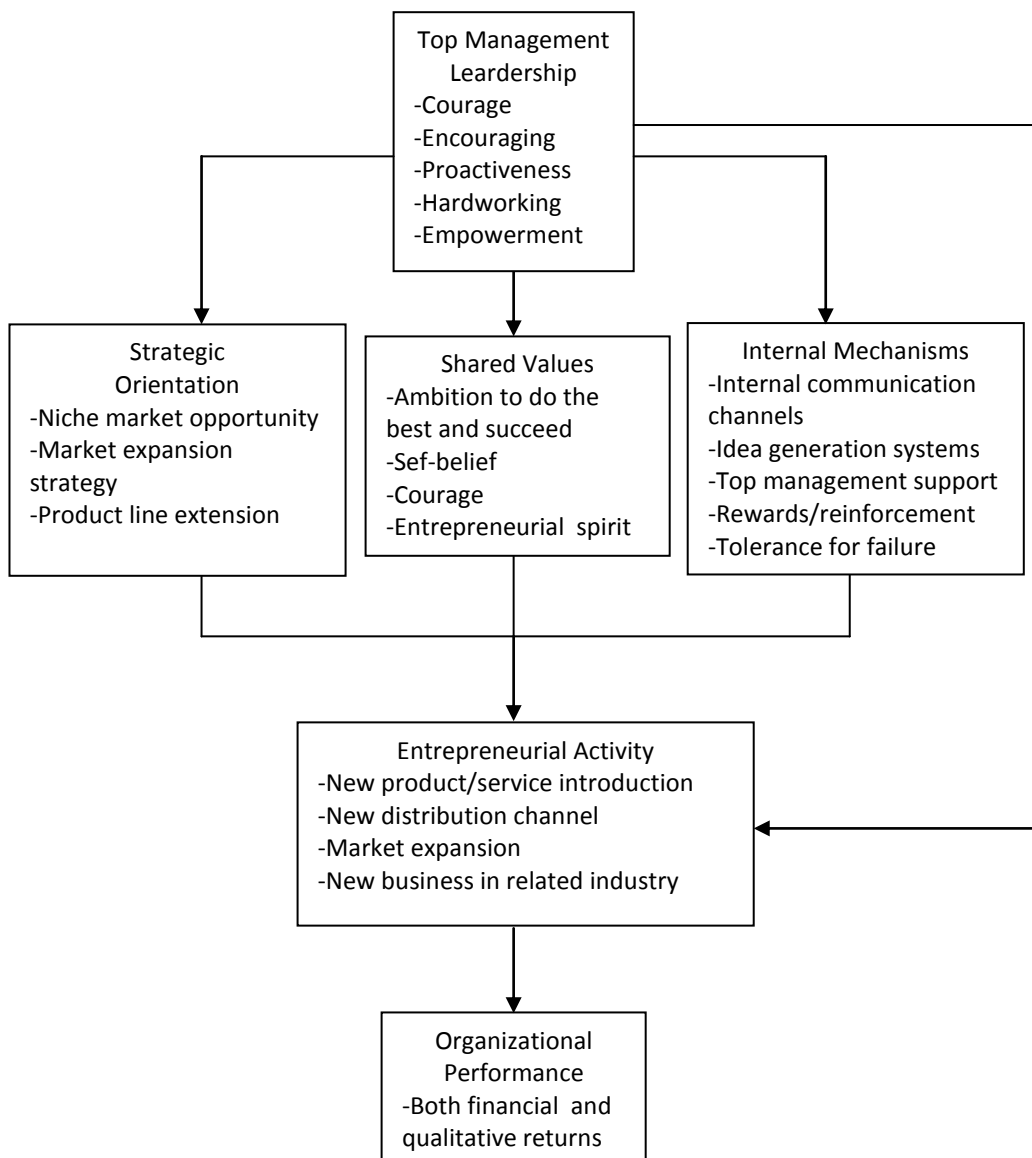 Top Management
Leardership
-Courage
-Encouraging
-Proactiveness
-Hardworking
-Empowerment
Strategic
Orientation
-Niche market opportunity
-Market expansion
strategy
-Product line extension
Shared Values
-Ambition to do the
best and succeed
-Sef-belief
-Courage
-Entrepreneurial spirit
Internal Mechanisms
-Internal communication
channels
-Idea generation systems
-Top management support
-Rewards/reinforcement
-Tolerance for failure
Entrepreneurial Activity
-New product/service introduction
-New distribution channel
-Market expansion
-New business in related industry
Organizational
Performance
-Both financial and
qualitative returns